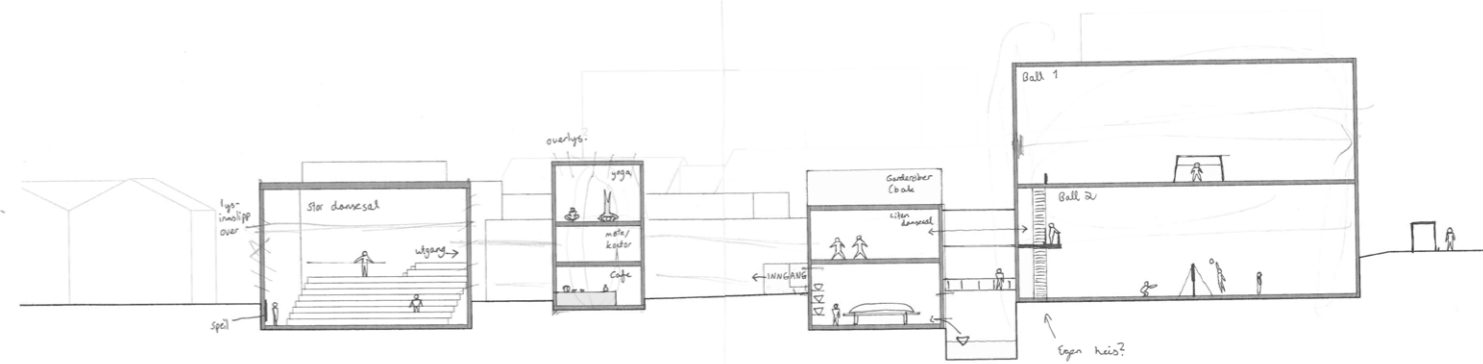 lys-
innslipp
over
Stor dansesal
utgang
speil
overlys?
yoga
møte/
kontor
Cafe
INNGANG
Garderober
(bak
Liten
dansesal
Ball 1
Ball 2
Egen heis?